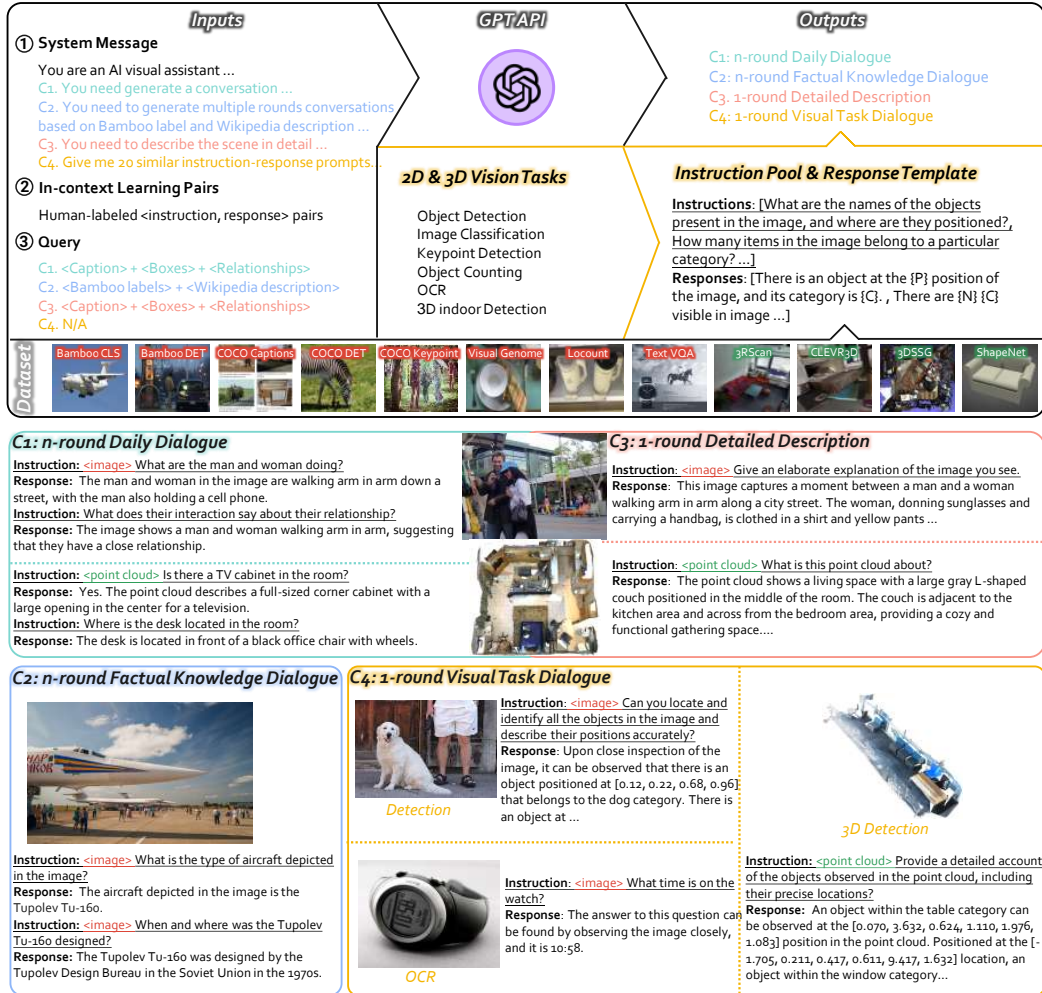 Inputs
① System Message
You are an AI visual assistant ...
C1. You need generate a conversation ...
C2. You need to generate multiple rounds conversations
based on Bamboo label and Wikipedia description ...
C3. You need to describe the scene in detail ...
C4. Give me 20 similar instruction-response prompts...
② In-context Learning Pairs
Human-labeled <instruction, response> pairs
③ Query
C1. <Caption> + <Boxes> + <Relationships>
C2. <Bamboo labels> + <Wikipedia description>
C3. <Caption> + <Boxes> + <Relationships>
C4. N/A
GPT API
2D & 3D Vision Tasks
Object Detection
Image Classification
Keypoint Detection
Object Counting
OCR
3D indoor Detection
Outputs
C1: n-round Daily Dialogue
C2: n-round Factual Knowledge Dialogue
C3. 1-round Detailed Description
C4: 1-round Visual Task Dialogue
Instruction Pool & Response Template
Instructions: [What are the names of the objects
present in the image, and where are they positioned?,
How many items in the image belong to a particular
category? ...]
Responses: [There is an object at the {P} position of
the image, and its category is {C}. , There are {N} {C}
visible in image ...]
Dataset
Bamboo CLS
Bamboo DET
COCO Captions
COCO DET
COCO Keypoint
Visual Genome
Locount
Text VQA
3RScan
CLEVR3D
3DSSG
ShapeNet
C1: n-round Daily Dialogue
Instruction: <image> What are the man and woman doing?
Response: The man and woman in the image are walking arm in arm down a
street, with the man also holding a cell phone.
Instruction: What does their interaction say about their relationship?
Response: The image shows a man and woman walking arm in arm, suggesting
that they have a close relationship.
Instruction: <point cloud> Is there a TV cabinet in the room?
Response: Yes. The point cloud describes a full-sized corner cabinet with a
large opening in the center for a television.
Instruction: Where is the desk located in the room?
Response: The desk is located in front of a black office chair with wheels.
C3: 1-round Detailed Description
Instruction: <image> Give an elaborate explanation of the image you see.
Response: This image captures a moment between a man and a woman
walking arm in arm along a city street. The woman, donning sunglasses and
carrying a handbag, is clothed in a shirt and yellow pants ...
Instruction: <point cloud> What is this point cloud about?
Response: The point cloud shows a living space with a large gray L-shaped
couch positioned in the middle of the room. The couch is adjacent to the
kitchen area and across from the bedroom area, providing a cozy and
functional gathering space....
C2: n-round Factual Knowledge Dialogue
Instruction: <image> What is the type of aircraft depicted
in the image?
Response: The aircraft depicted in the image is the
Tupolev Tu-160.
Instruction: <image> When and where was the Tupolev
Tu-160 designed?
Response: The Tupolev Tu-160 was designed by the
Tupolev Design Bureau in the Soviet Union in the 1970s.
C4: 1-round Visual Task Dialogue
Detection
Instruction: <image> Can you locate and
identify all the objects in the image and
describe their positions accurately?
Response: Upon close inspection of the
image, it can be observed that there is an
object positioned at [0.12, 0.22, 0.68, 0.96]
that belongs to the dog category. There is
an object at ...
OCR
Instruction: <image> What time is on the
watch?
Response: The answer to this question can
be found by observing the image closely,
and it is 10:58.
3D Detection
Instruction: <point cloud> Provide a detailed account
of the objects observed in the point cloud, including
their precise locations?
Response: An object within the table category can
be observed at the [0.070, 3.632, 0.624, 1.110, 1.976,
1.083] position in the point cloud. Positioned at the [-
1.705, 0.211, 0.417, 0.611, 9.417, 1.632] location, an
object within the window category...